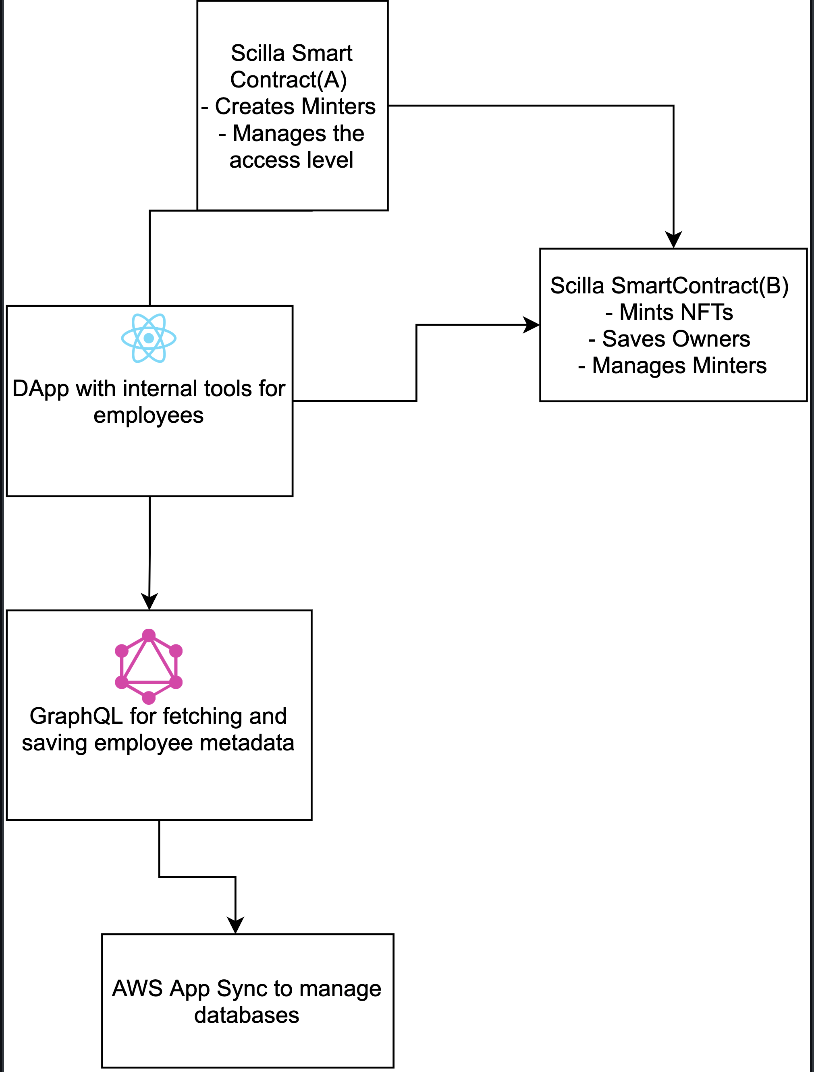 Scilla Smart
Contract(A)
- Creates Minters
- Manages the
access level
Scilla SmartContract(B)
- Mints NFTs
- Saves Owners
- Manages Minters
DApp with internal tools for
employees
GraphQL for fetching and
saving employee metadata
AWS App Sync to manage
databases